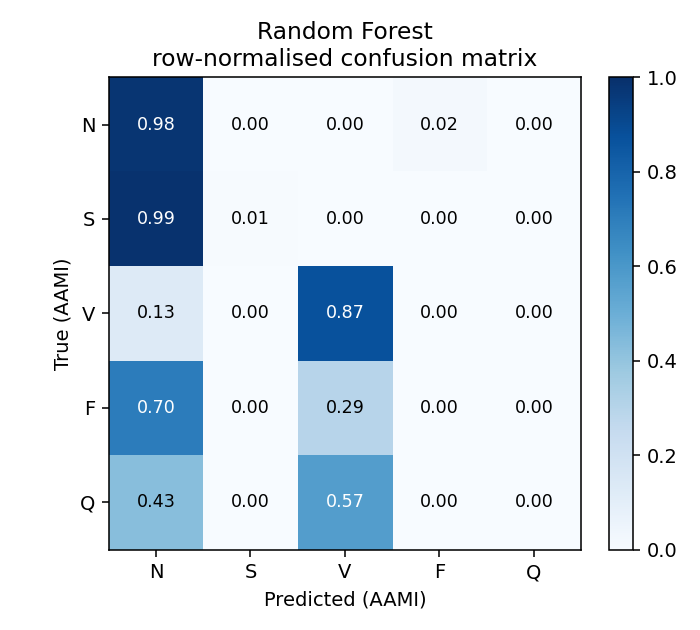 Random Forest
row-normalised confusion matrix
N 0.98 0.00 0.00 0.02 0.00
S 0.99 0.01 0.00 0.00 0.00
V 0.13 0.00 0.87 0.00 0.00
F 0.70 0.00 0.29 0.00 0.00
Q 0.43 0.00 0.57 0.00 0.00
N S V F Q
Predicted (AAMI)
True (AAMI)
1.0
0.8
0.6
0.4
0.2
0.0